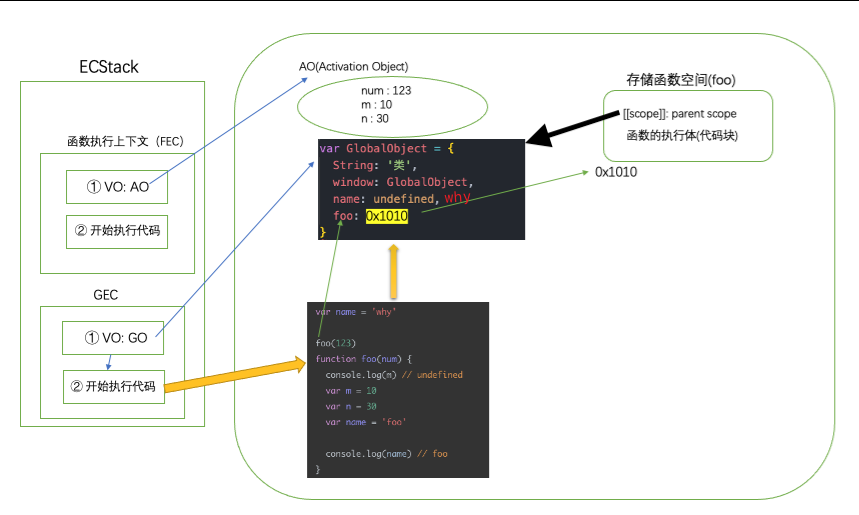 ECStack
函数执行上下文（FEC）
① VO: AO
② 开始执行代码
GEC
① VO: GO
② 开始执行代码
AO(Activation Object)
num : 123
m : 10
n : 30
var GlobalObject = {
String: '类',
window: GlobalObject,
name: undefined, why
foo: 0x1010
}
存储函数空间(foo)
[[scope]]: parent scope
函数的执行体(代码块)
0x1010
var name = 'why'
foo(123)
function foo(num) {
console.log(m) // undefined
var m = 10
var n = 30
var name = 'foo'
console.log(name) // foo
}